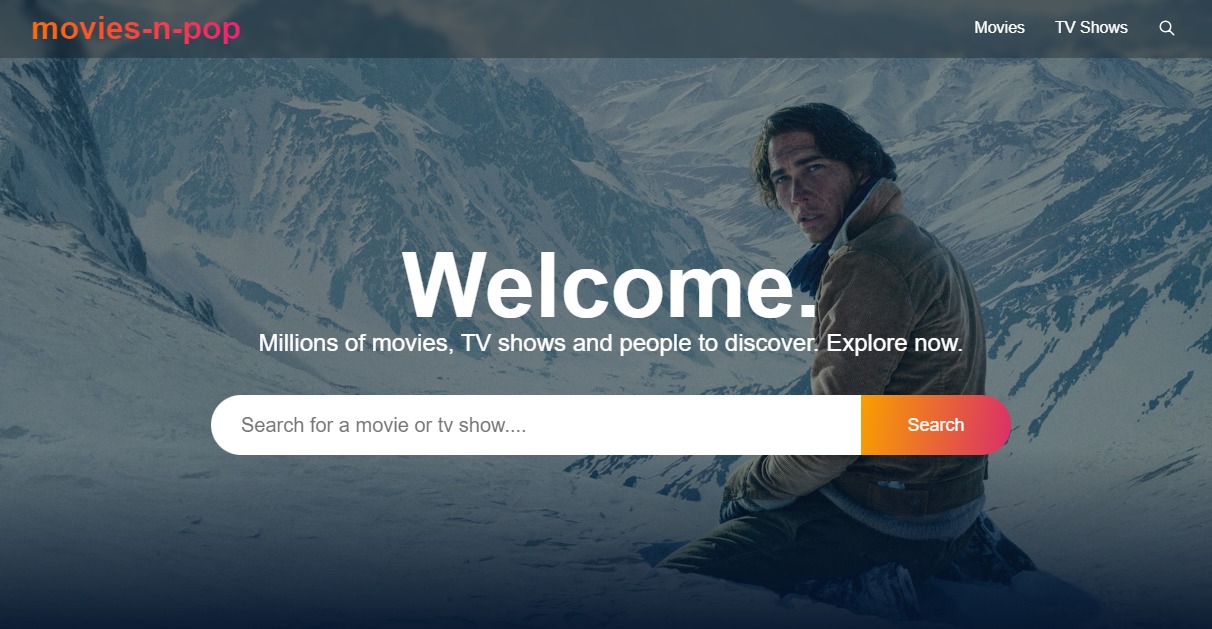 movies-n-pop
Movies TV Shows
Welcome.
Millions of movies, TV shows and people to discover. Explore now.
Search for a movie or tv show....
Search